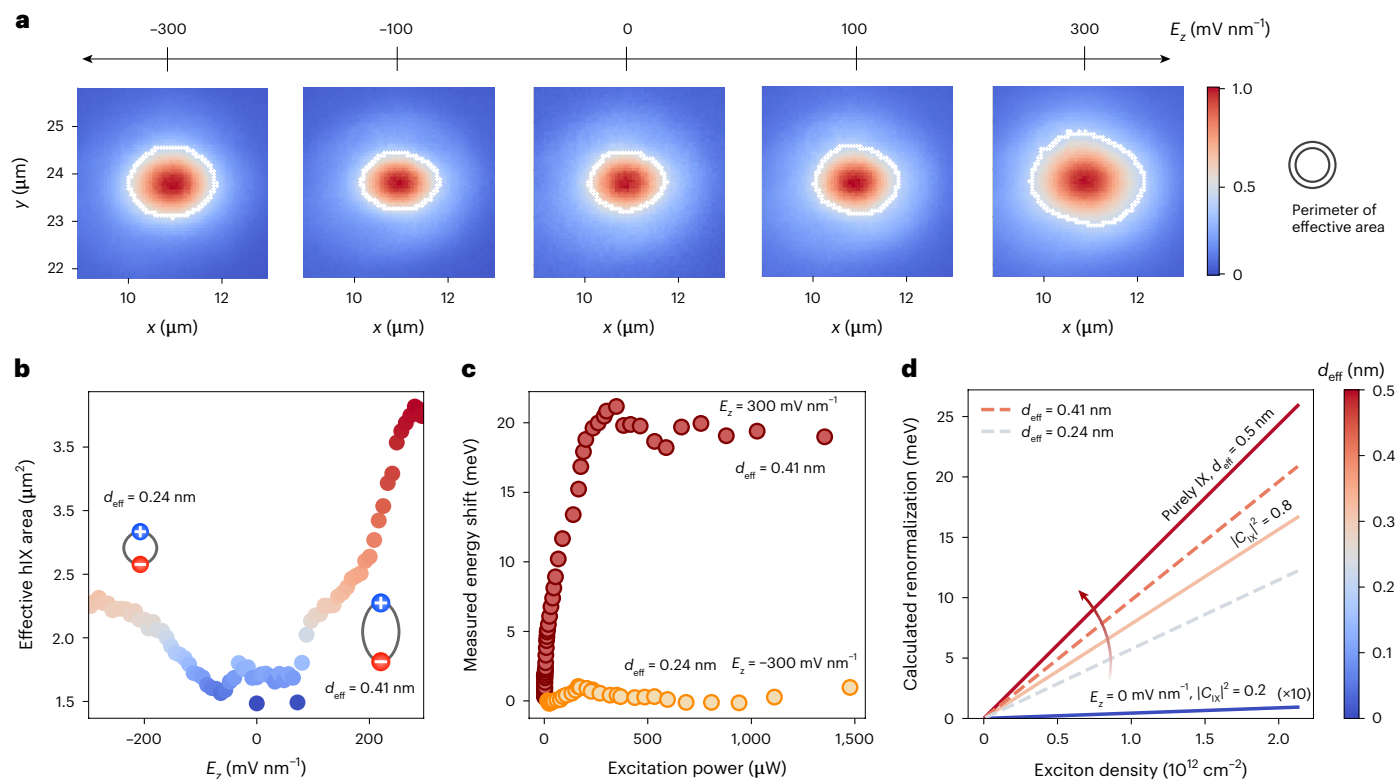 a
−300 −100 0 100 300 E_z (mV nm⁻¹)
25
24
23
22
y (µm)
10 12
x (µm)
10 12
x (µm)
10 12
x (µm)
10 12
x (µm)
10 12
x (µm)
1.0
0.5
0
Perimeter of
effective area
b
Effective hIX area (µm²)
3.5
3.5
2.5
2.0
1.5
d_eff = 0.24 nm
+
−
+
−
d_eff = 0.41 nm
−200 0 200
E_z (mV nm⁻¹)
c
Measured energy shift (meV)
20
15
10
5
0
E_z = 300 mV nm⁻¹
d_eff = 0.41 nm
d_eff = 0.24 nm E_z = −300 mV nm⁻¹
0 500 1,000 1,500
Excitation power (µW)
d
Calculated renormalization (meV)
25
20
15
10
5
0
d_eff = 0.41 nm
d_eff = 0.24 nm
Purely IX, d_eff = 0.5 nm
|C_IX|² = 0.8
E_z = 0 mV nm⁻¹, |C_IX|² = 0.2 (×10)
0 0.5 1.0 1.5 2.0
Exciton density (10¹² cm⁻²)
d_eff (nm)
0.5
0.4
0.3
0.2
0.1
0